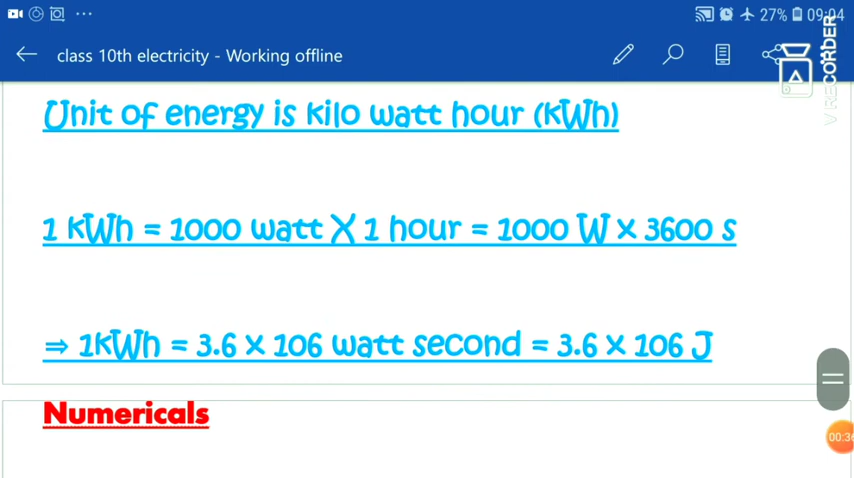 27% 09:04
class 10th electricity - Working offline
V RECORDER
Unit of energy is kilo watt hour (kWh)
1 kWh = 1000 watt X 1 hour = 1000 W x 3600 s
⇒ 1kWh = 3.6 x 106 watt second = 3.6 x 106 J
Numericals
00:36